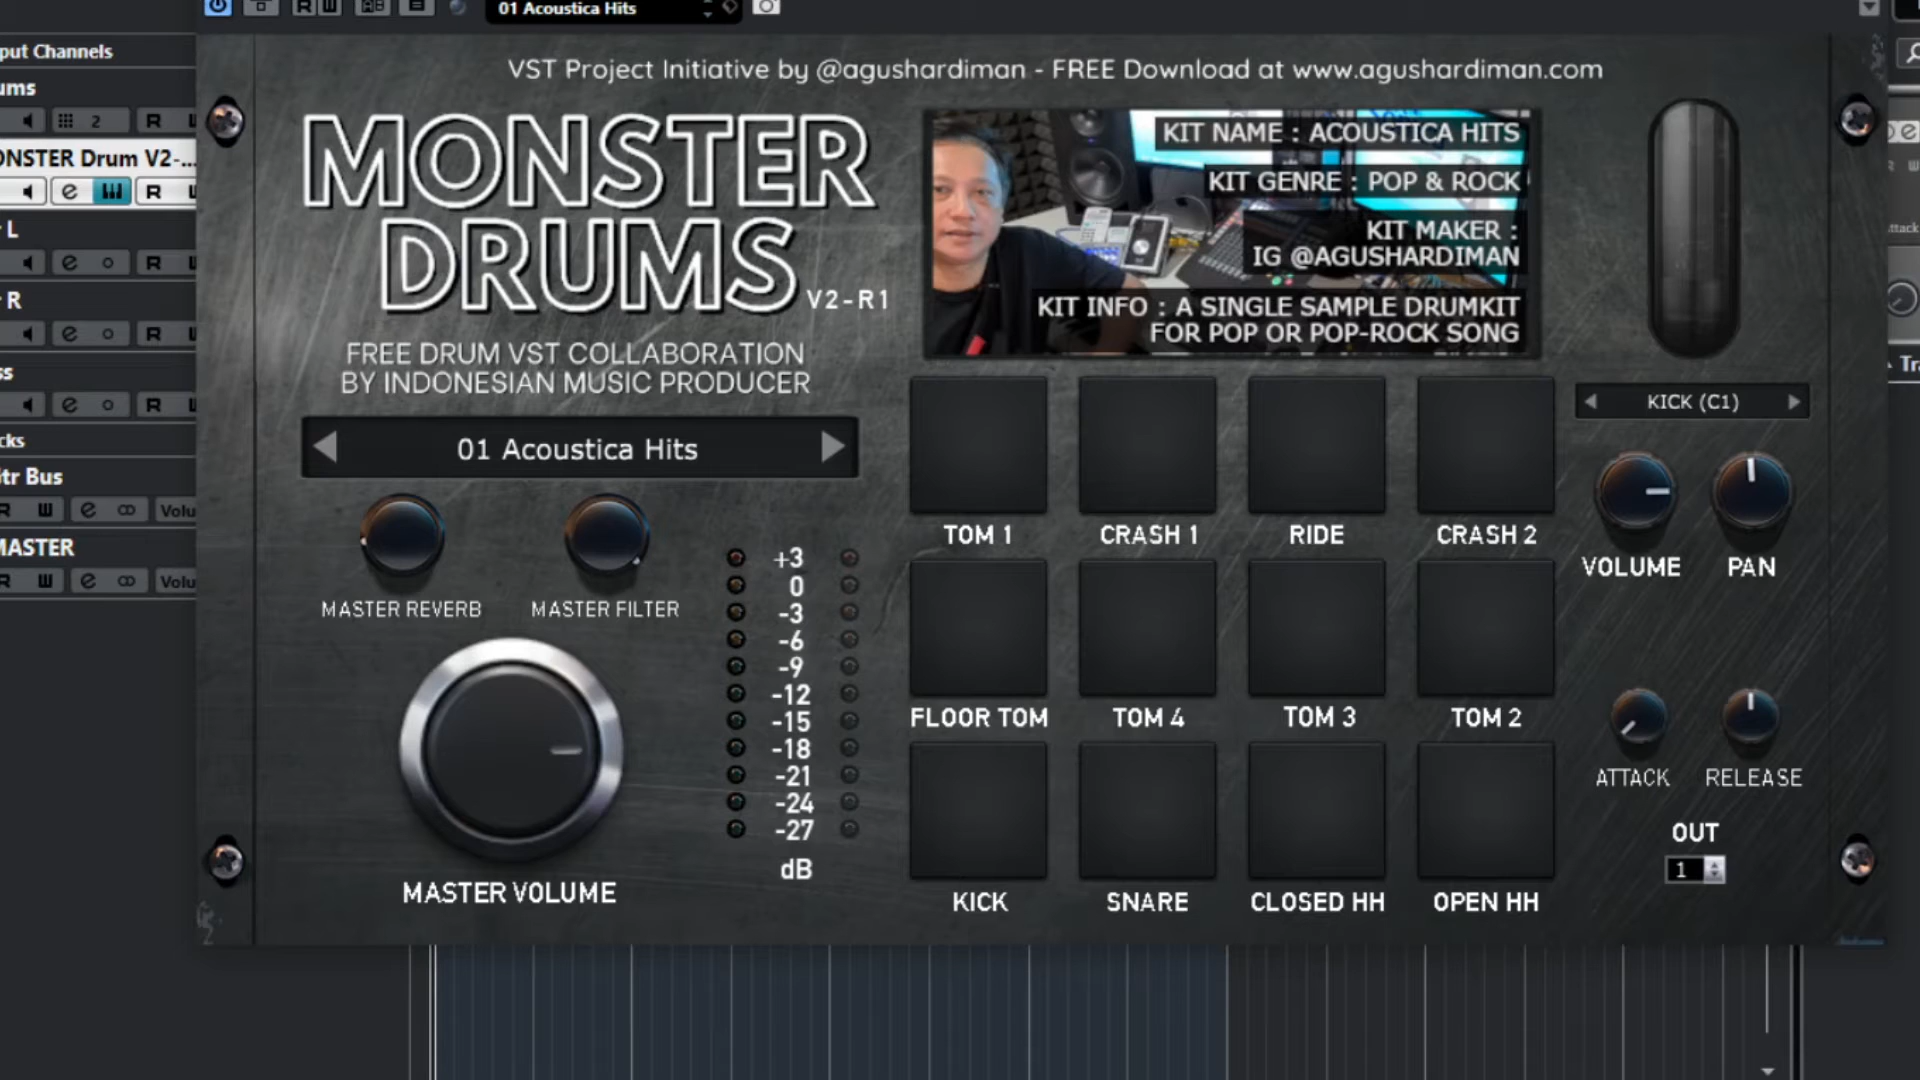 01 Acoustica Hits
put Channels
ums
2
R
ONSTER Drum V2-...
R
L
R
R
R
ss
R
cks
tr Bus
R W
Volu
MASTER
R W
Volu
VST Project Initiative by @agushardiman - FREE Download at www.agushardiman.com
MONSTER
DRUMS
V2-R1
FREE DRUM VST COLLABORATION
BY INDONESIAN MUSIC PRODUCER
01 Acoustica Hits
MASTER REVERB
MASTER FILTER
MASTER VOLUME
+3
0
-3
-6
-9
-12
-15
-18
-21
-24
-27
dB
KIT NAME : ACOUSTICA HITS
KIT GENRE : POP & ROCK
KIT MAKER :
IG @AGUSHARDIMAN
KIT INFO : A SINGLE SAMPLE DRUMKIT
FOR POP OR POP-ROCK SONG
TOM 1 CRASH 1 RIDE CRASH 2
FLOOR TOM TOM 4 TOM 3 TOM 2
KICK SNARE CLOSED HH OPEN HH
KICK (C1)
VOLUME PAN
ATTACK RELEASE
OUT
1
ttack
Tra